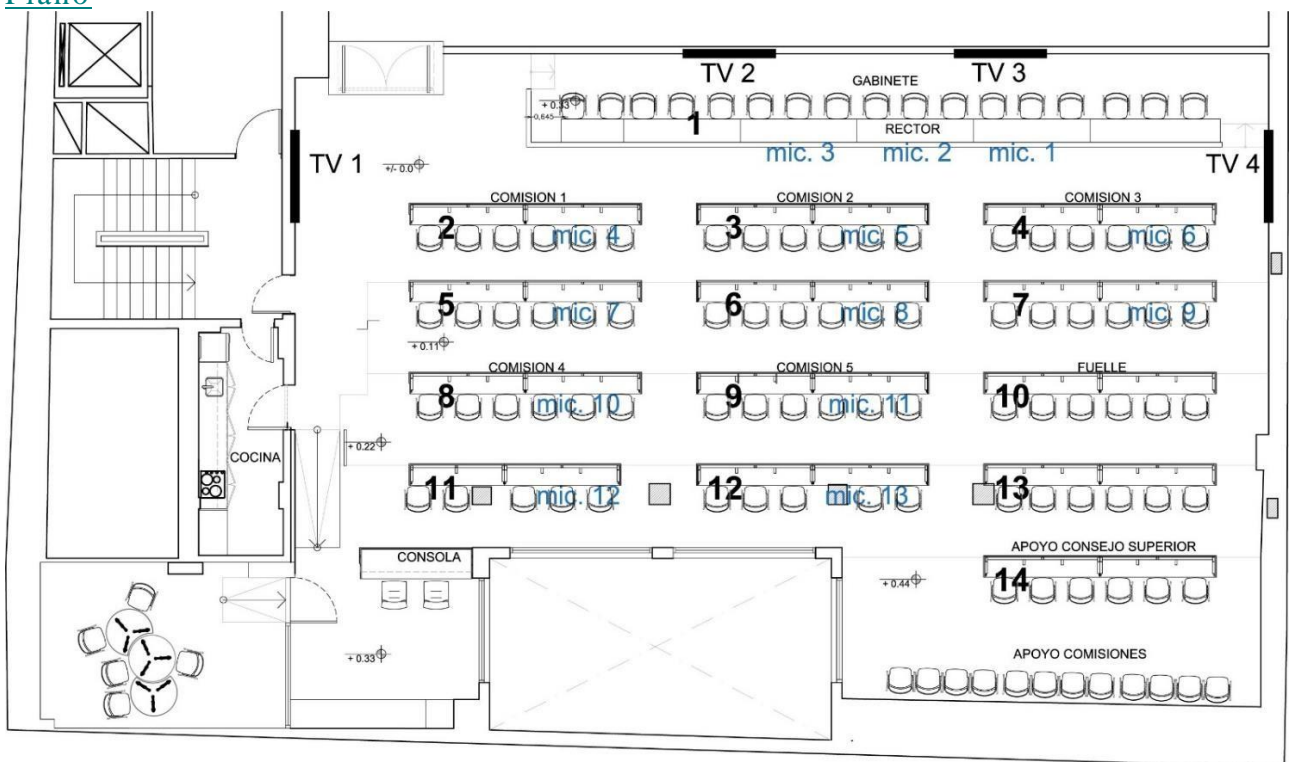 Plano
TV 2
TV 3
GABINETE
+ 0.33
0,645
1
RECTOR
mic. 3
mic. 2
mic. 1
TV 1
+/- 0.0
TV 4
COMISION 1
COMISION 2
COMISION 3
2
mic. 4
3
mic. 5
4
mic. 6
5
mic. 7
6
mic. 8
7
mic. 9
+ 0.11
COMISION 4
COMISION 5
FUELLE
8
mic. 10
9
mic. 11
10
+ 0.22
COCINA
11
mic. 12
12
mic. 13
13
CONSOLA
APOYO CONSEJO SUPERIOR
+ 0.44
14
+ 0.33
APOYO COMISIONES